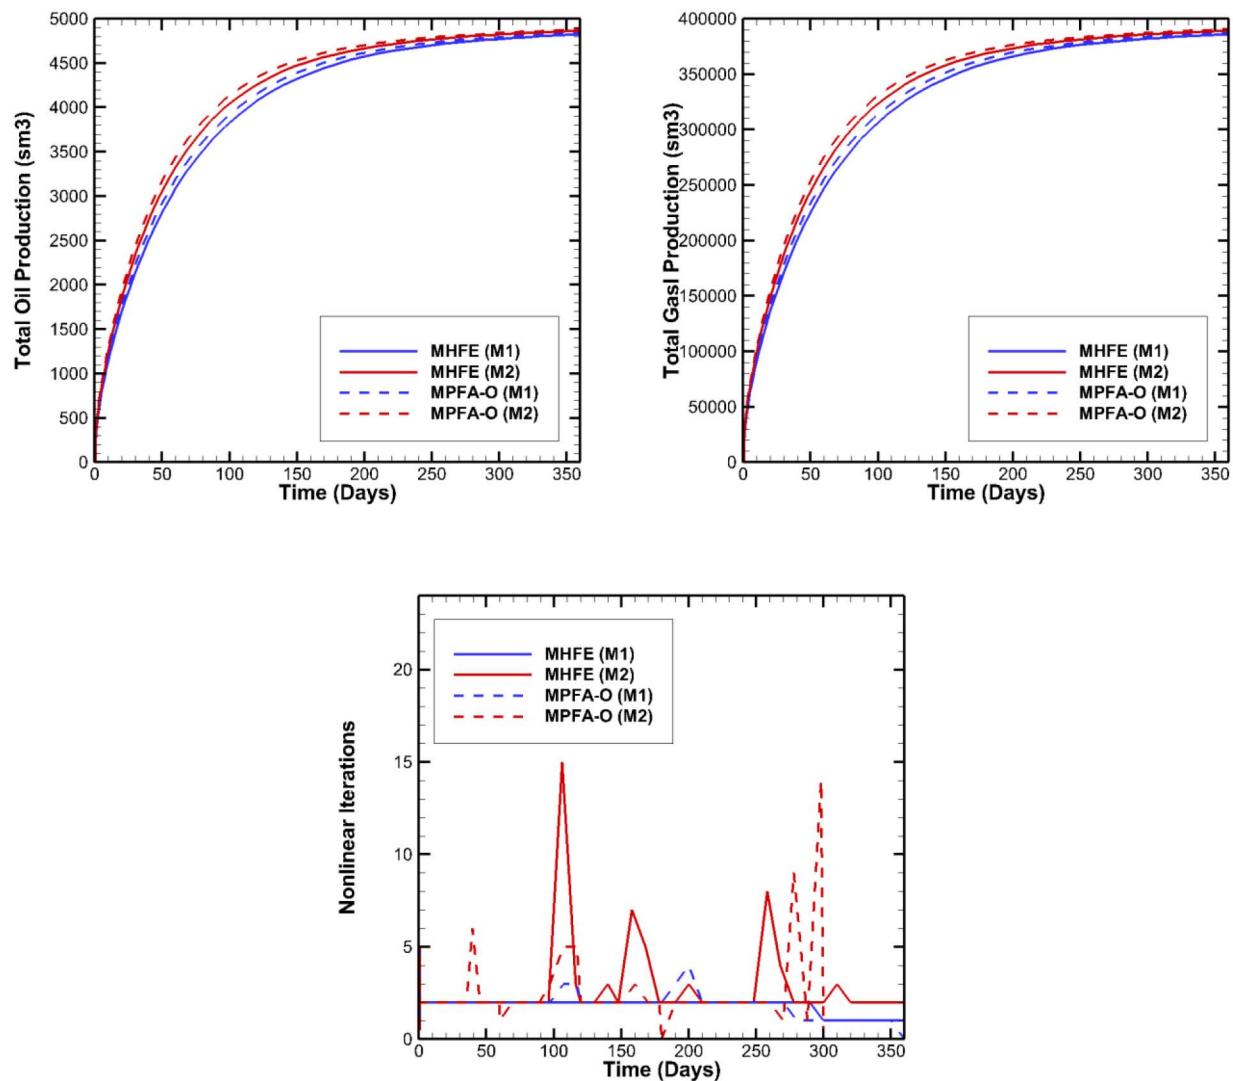 5000
4500
4000
3500
3000
2500
2000
1500
1000
500
0
Total Oil Production (sm3)
0 50 100 150 200 250 300 350
Time (Days)
MHFE (M1)
MHFE (M2)
MPFA-O (M1)
MPFA-O (M2)
400000
350000
300000
250000
200000
150000
100000
50000
0
Total Gasl Production (sm3)
0 50 100 150 200 250 300 350
Time (Days)
MHFE (M1)
MHFE (M2)
MPFA-O (M1)
MPFA-O (M2)
20
15
10
5
0
Nonlinear Iterations
0 50 100 150 200 250 300 350
Time (Days)
MHFE (M1)
MHFE (M2)
MPFA-O (M1)
MPFA-O (M2)